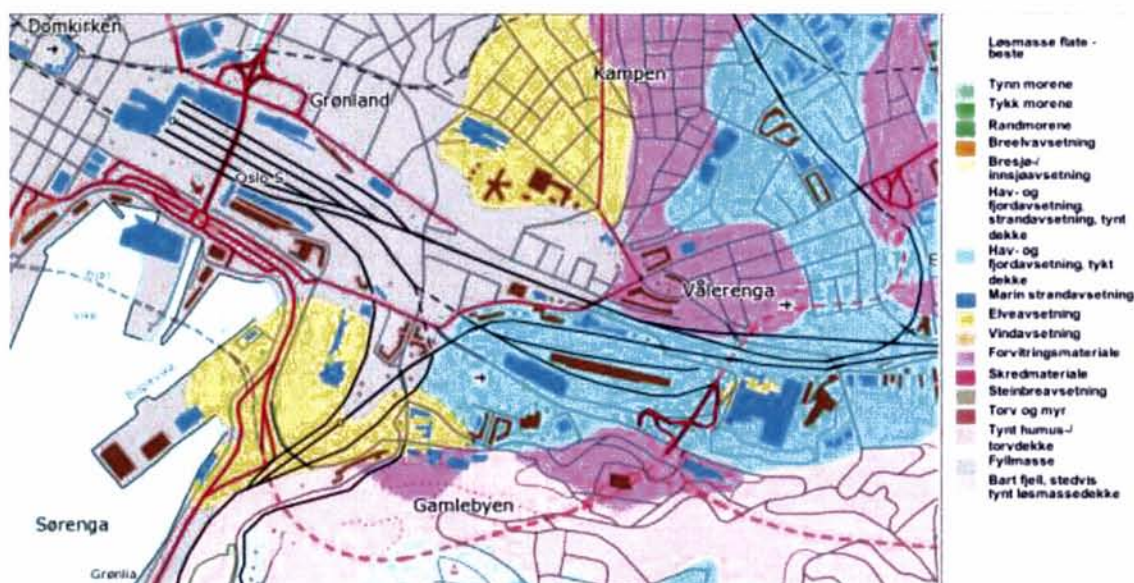 Domkirken
Kampen
Grønland
Oslo S
Vålerenga
Gamlebyen
Sørenga
Grønlia
Løsmasse flate -
beste
Tynn morene
Tykk morene
Randmorene
Breelvavsetning
Bresjø-/
innsjøavsetning
Hav- og
fjordavsetning,
strandavsetning, tynt
dekke
Hav- og
fjordavsetning, tykt
dekke
Marin strandavsetning
Elveavsetning
Vindavsetning
Forvitringsmateriale
Skredmateriale
Steinbreavsetning
Torv og myr
Tynt humus-/
torvdekke
Fyllmasse
Bart fjell, stedvis
tynt løsmassedekke